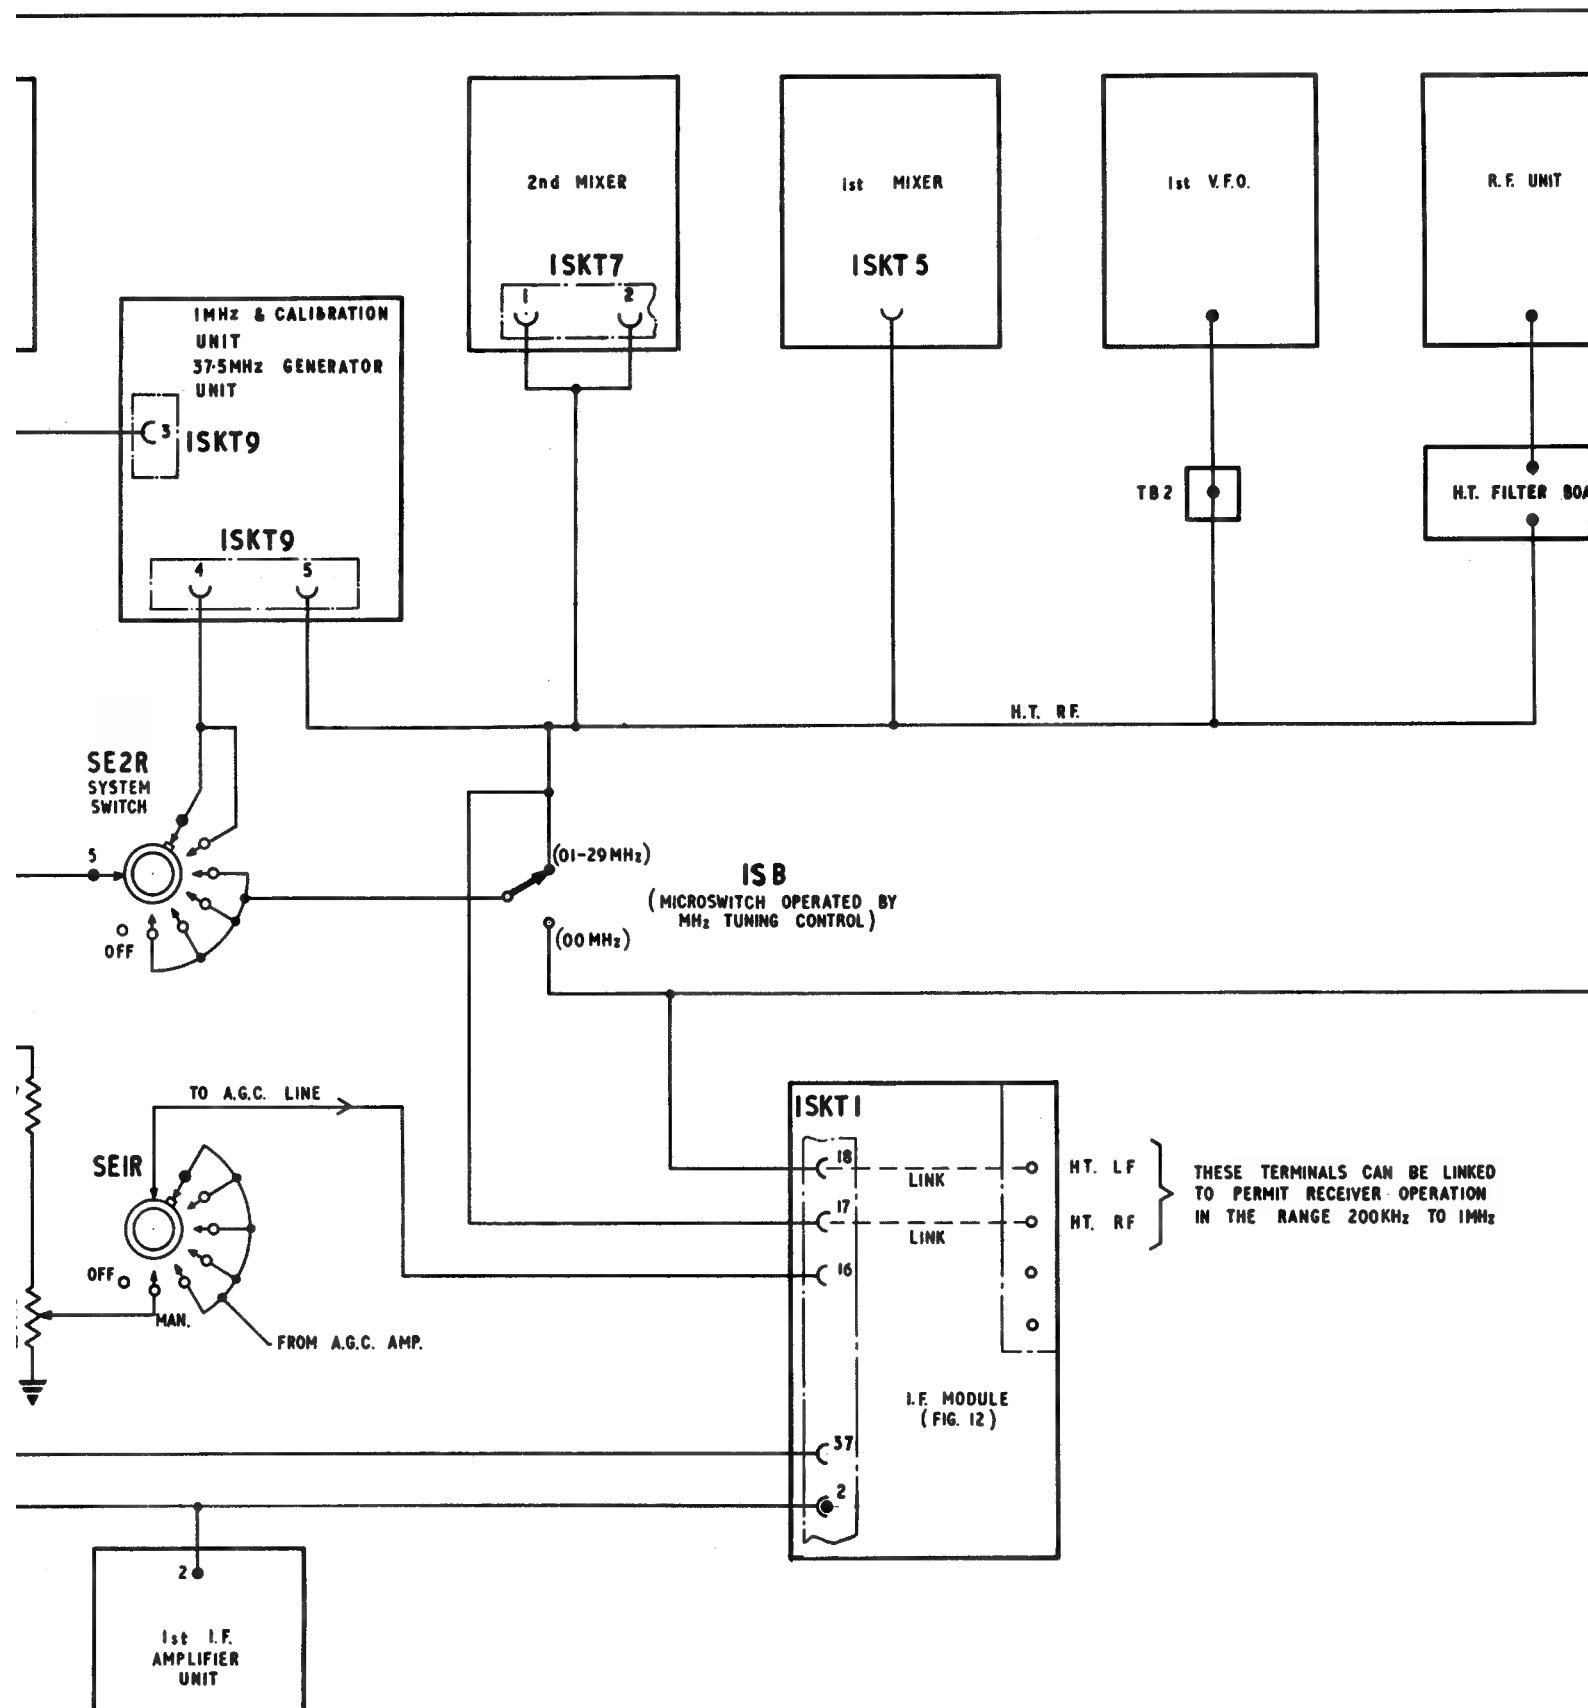 2nd MIXER
1st MIXER
1st V.F.O.
R.F. UNIT
1SKT7
1 2
1SKT 5
1MHz & CALIBRATION
UNIT
37·5MHz GENERATOR
UNIT
3
1SKT9
TB2
H.T. FILTER BOA
1SKT9
4 5
H.T. RF.
SE2R
SYSTEM
SWITCH
5
OFF
(01-29MHz)
1SB
(MICROSWITCH OPERATED BY
MHz TUNING CONTROL)
(00MHz)
TO A.G.C. LINE
SE1R
OFF
MAN.
FROM A.G.C. AMP.
1SKT1
18
LINK
HT. LF
17
LINK
HT. RF
16
THESE TERMINALS CAN BE LINKED
TO PERMIT RECEIVER OPERATION
IN THE RANGE 200KHz TO 1MHz
I.F. MODULE
(FIG. 12)
37
2
2
1st I.F.
AMPLIFIER
UNIT